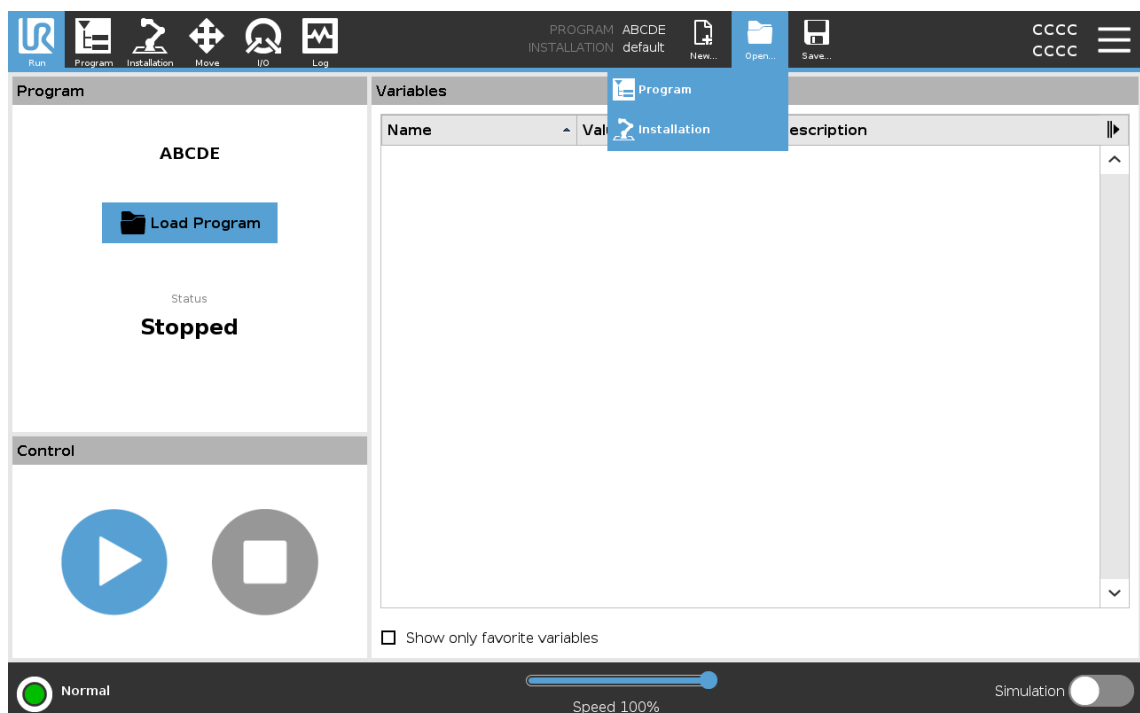 PROGRAM ABCDE
INSTALLATION default
CCCC
CCCC
Run Program Installation Move I/O Log New... Open... Save...
Program
Variables
Program
Installation
Name Val escription
ABCDE
Load Program
Status
Stopped
Control
Show only favorite variables
Normal
Speed 100%
Simulation